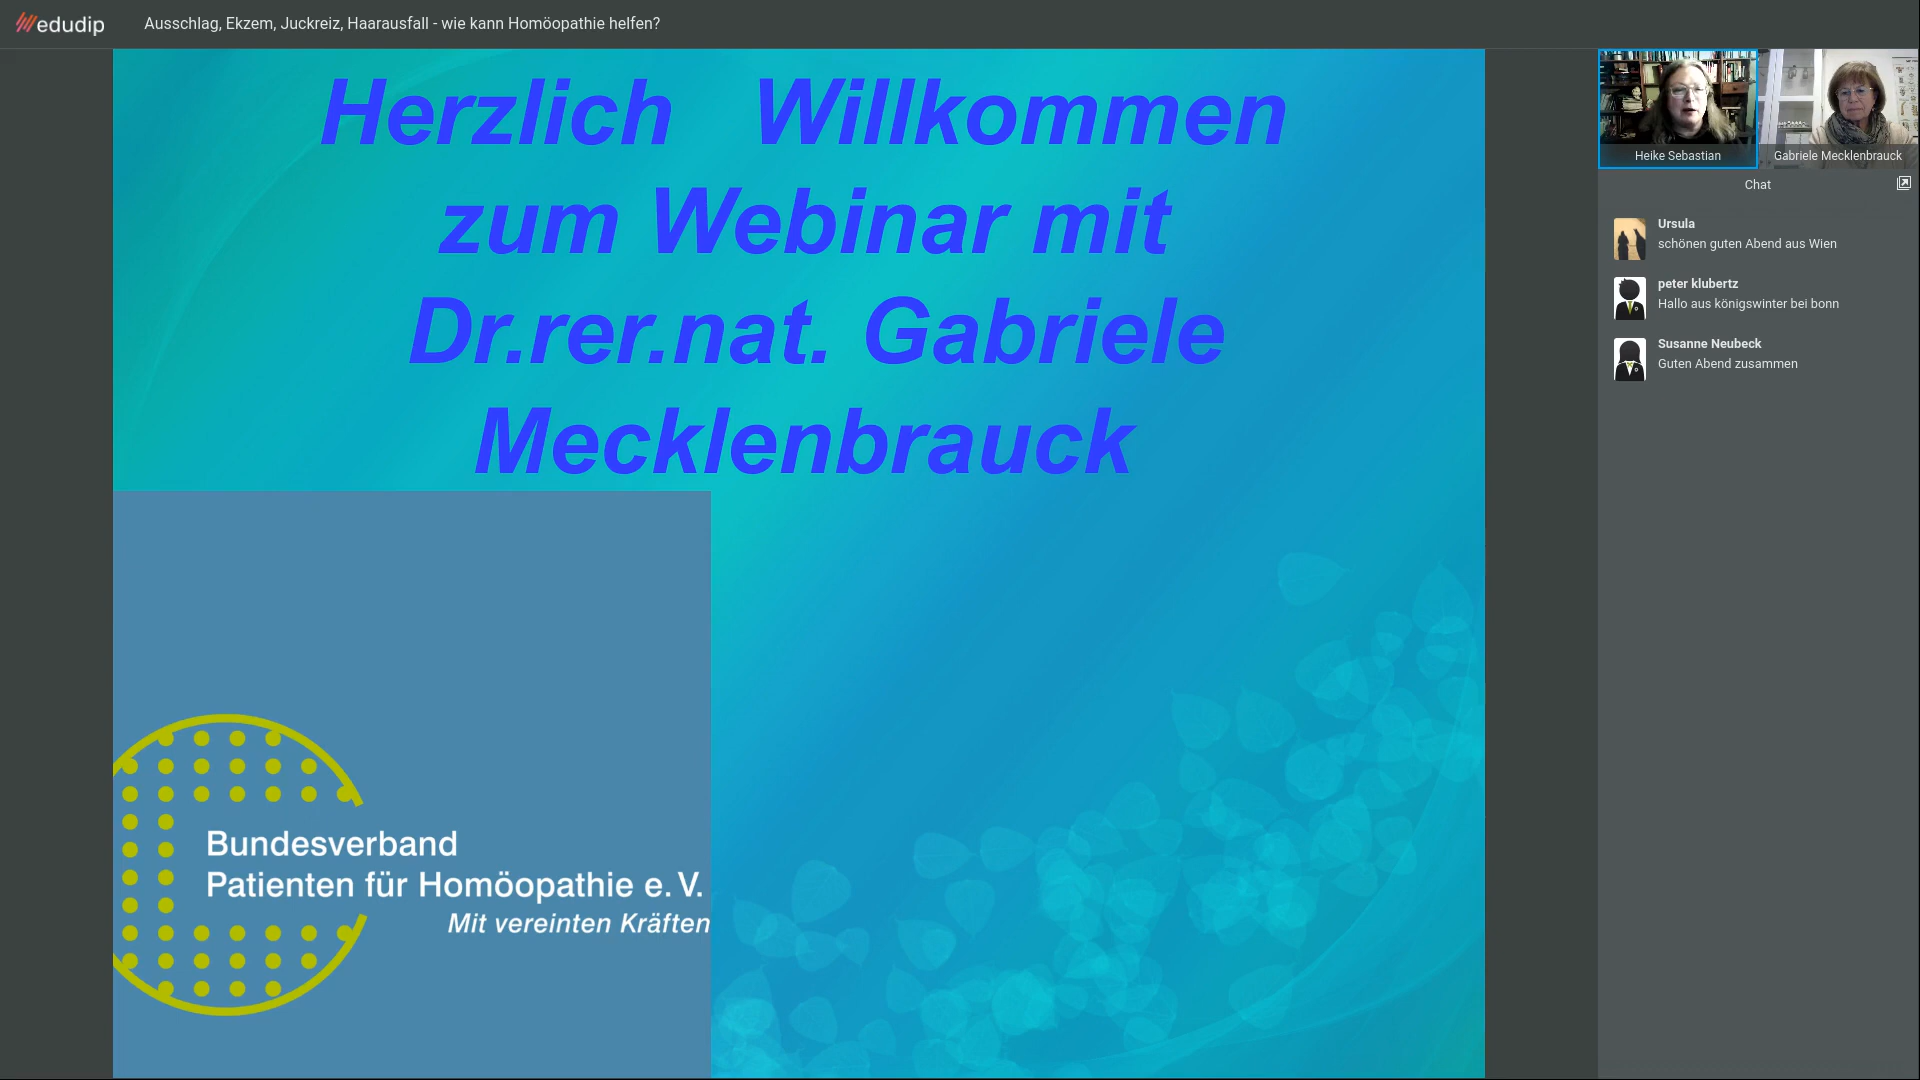 edudip
Ausschlag, Ekzem, Juckreiz, Haarausfall - wie kann Homöopathie helfen?
Herzlich Willkommen
zum Webinar mit
Dr.rer.nat. Gabriele
Mecklenbrauck
Bundesverband
Patienten für Homöopathie e. V.
Mit vereinten Kräften
Heike Sebastian
Gabriele Mecklenbrauck
Chat
Ursula
schönen guten Abend aus Wien
peter klubertz
Hallo aus königswinter bei bonn
Susanne Neubeck
Guten Abend zusammen